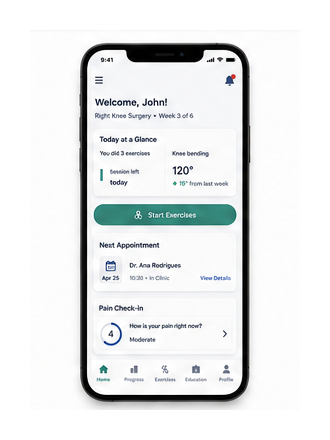 9:41
Welcome, John!
Right Knee Surgery • Week 3 of 6
Today at a Glance
You did 3 exercises
session left
today
Knee bending
120°
15° from last week
Start Exercises
Next Appointment
Apr 25
Dr. Ana Rodrigues
10:30 • in Clinic
View Details
Pain Check-in
4
How is your pain right now?
Moderate
Home Progress Exercises Education Profile